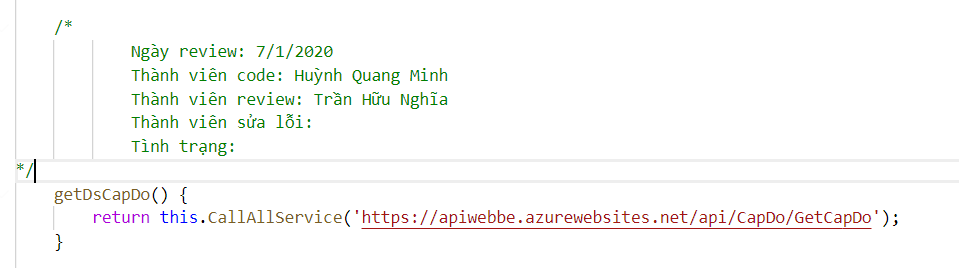 /*
Ngày review: 7/1/2020
Thành viên code: Huỳnh Quang Minh
Thành viên review: Trần Hữu Nghĩa
Thành viên sửa lỗi:
Tình trạng:
*/
getDsCapDo() {
return this.CallAllService('https://apiwebbe.azurewebsites.net/api/CapDo/GetCapDo');
}